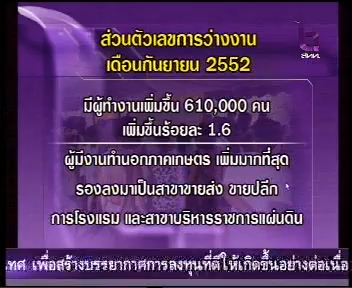 ส่วนตัวเลขการว่างงาน
เดือนกันยายน 2552
สทท.
มีผู้ทำงานเพิ่มขึ้น 610,000 คน
เพิ่มขึ้นร้อยละ 1.6
ผู้มีงานทำนอกภาคเกษตร เพิ่มมากที่สุด
รองลงมาเป็นสาขาขายส่ง ขายปลีก
การโรงแรม และสาขาบริหารราชการแผ่นดิน
ทศ เพื่อสร้างบรรยากาศการลงทุนที่ดีให้เกิดขึ้นอย่างต่อเนื่อ